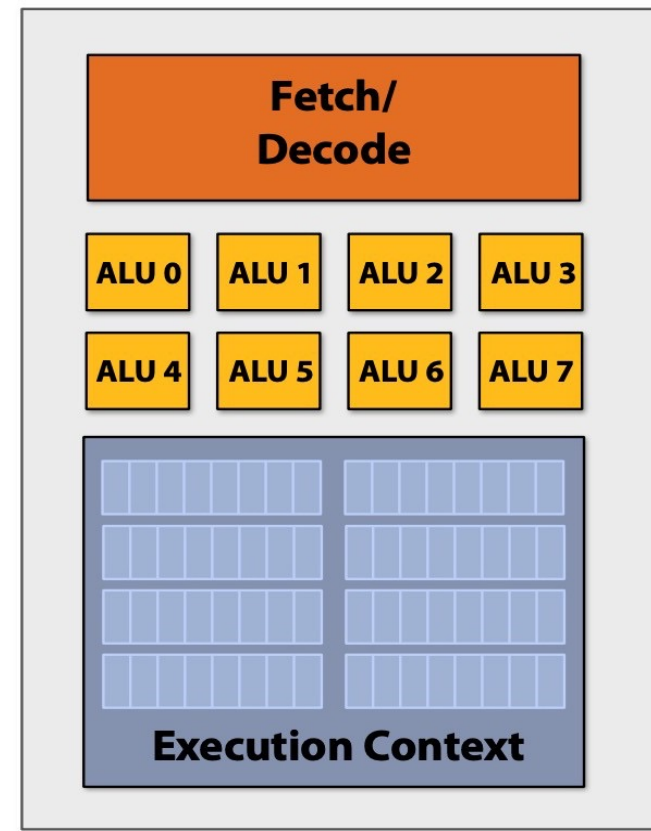 Fetch/
Decode
ALU 0 ALU 1 ALU 2 ALU 3
ALU 4 ALU 5 ALU 6 ALU 7
Execution Context